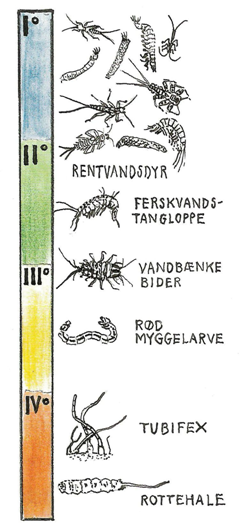 I°
II°
RENTVANDSDYR
FERSKVANDS-
TANGLOPPE
III°
VANDBÆNKE
BIDER
RØD
MYGGELARVE
IV°
TUBIFEX
ROTTEHALE